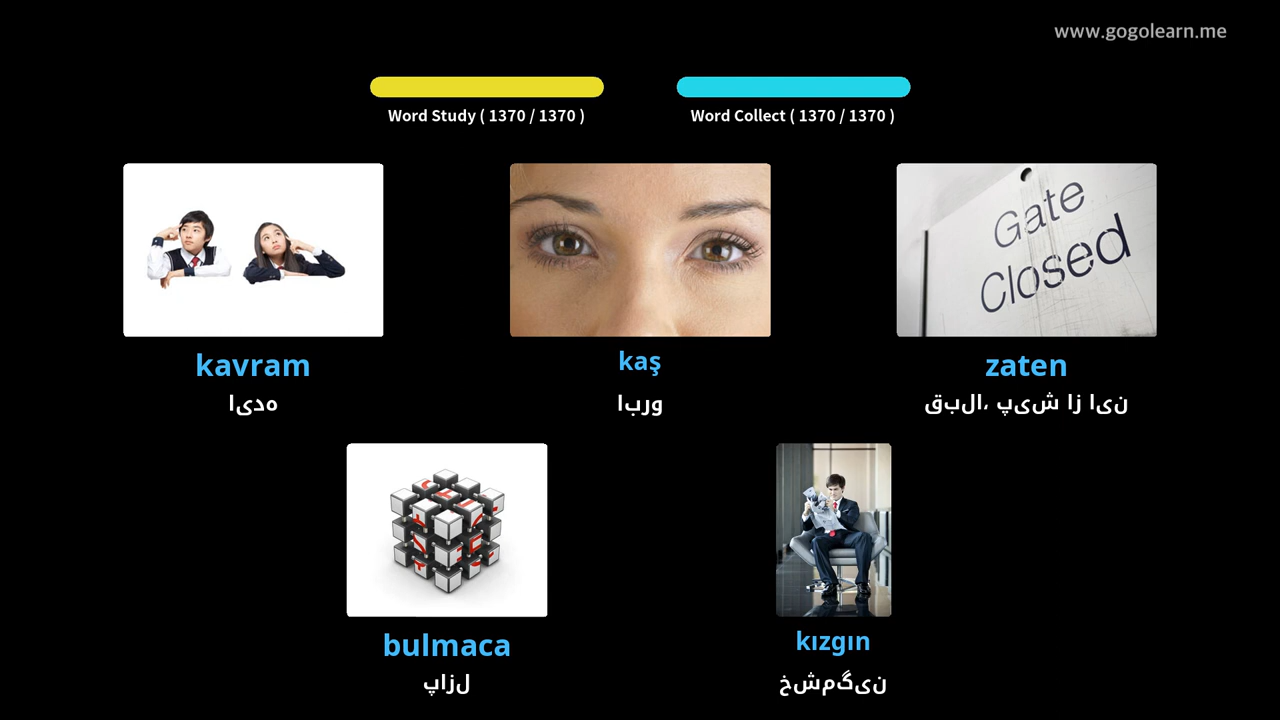 www.gogolearn.me
Word Study ( 1370 / 1370 )
Word Collect ( 1370 / 1370 )
Gate
Closed
kavram
kaş
zaten
ایده
ابرو
قبلا، پیش از این
bulmaca
kızgın
پازل
خشمگین